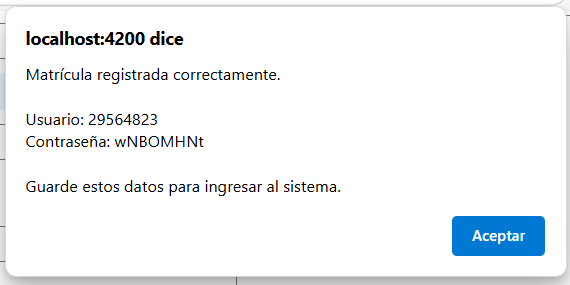 localhost:4200 dice
Matrícula registrada correctamente.
Usuario: 29564823
Contraseña: wNBOMHNt
Guarde estos datos para ingresar al sistema.
Aceptar